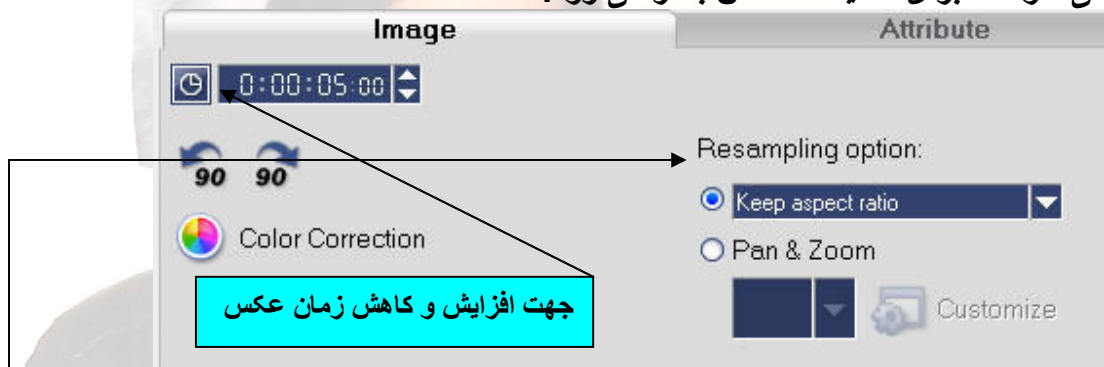 Image Attribute
0:00:05:00
90 90
Resampling option:
Keep aspect ratio
Color Correction
Pan & Zoom
جهت افزایش و کاهش زمان عکس
Customize